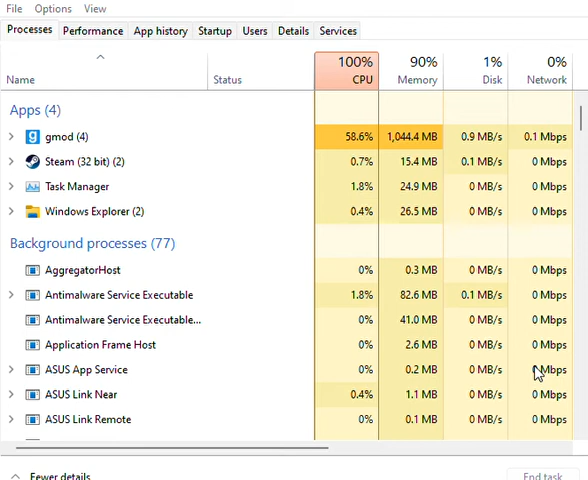 File Options View
Processes Performance App history Startup Users Details Services
100% 90% 1% 0%
Name Status CPU Memory Disk Network
Apps (4)
gmod (4) 58.6% 1,044.4 MB 0.9 MB/s 0.1 Mbps
Steam (32 bit) (2) 0.7% 15.4 MB 0.1 MB/s 0 Mbps
Task Manager 1.8% 24.9 MB 0 MB/s 0 Mbps
Windows Explorer (2) 0.4% 26.5 MB 0 MB/s 0 Mbps
Background processes (77)
AggregatorHost 0% 0.3 MB 0 MB/s 0 Mbps
Antimalware Service Executable 1.8% 82.6 MB 0.1 MB/s 0 Mbps
Antimalware Service Executable... 0% 41.0 MB 0 MB/s 0 Mbps
Application Frame Host 0% 2.6 MB 0 MB/s 0 Mbps
ASUS App Service 0% 0.2 MB 0 MB/s 0 Mbps
ASUS Link Near 0.4% 1.1 MB 0 MB/s 0 Mbps
ASUS Link Remote 0% 0.1 MB 0 MB/s 0 Mbps
Fewer details End task